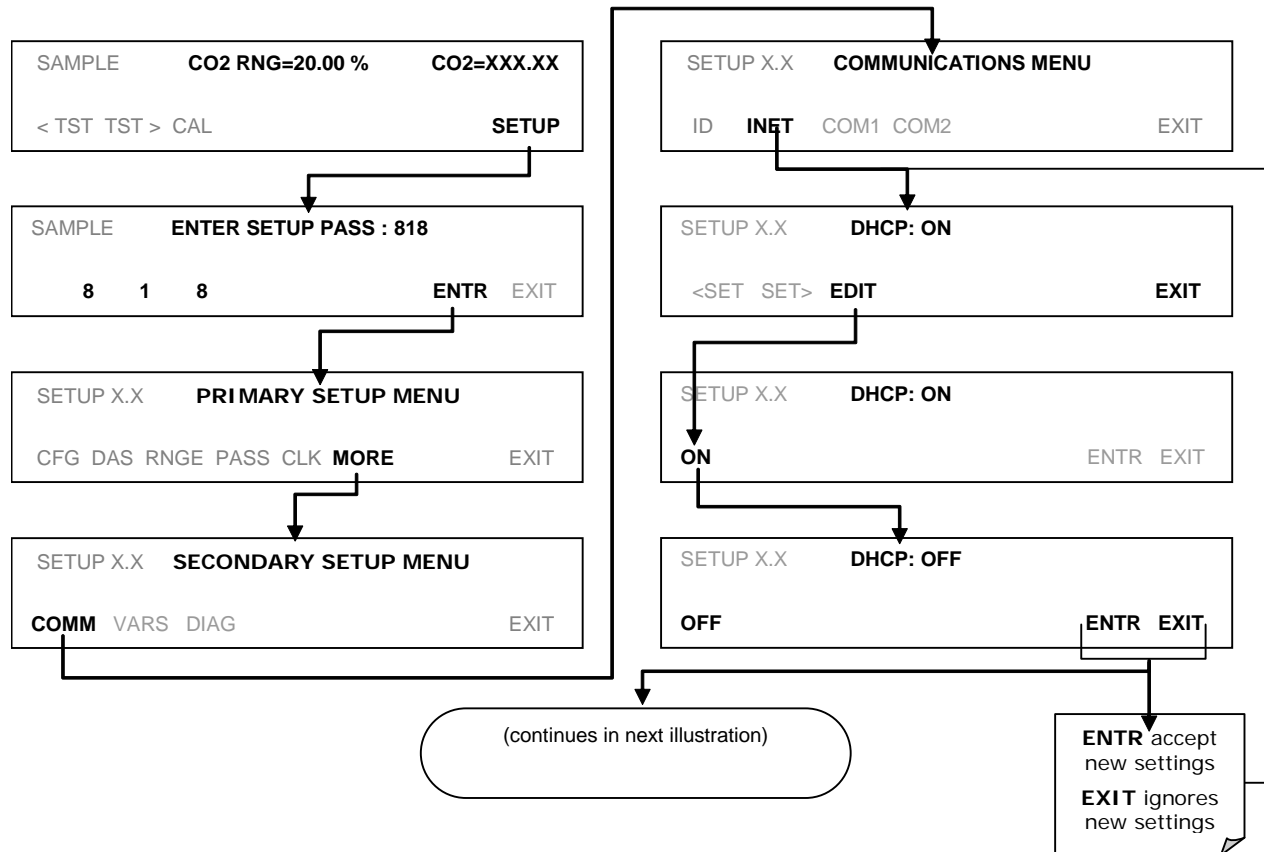 SAMPLE CO2 RNG=20.00 % CO2=XXX.XX
< TST TST > CAL SETUP
SAMPLE ENTER SETUP PASS : 818
8 1 8 ENTR EXIT
SETUP X.X PRIMARY SETUP MENU
CFG DAS RNGE PASS CLK MORE EXIT
SETUP X.X SECONDARY SETUP MENU
COMM VARS DIAG EXIT
SETUP X.X COMMUNICATIONS MENU
ID INET COM1 COM2 EXIT
SETUP X.X DHCP: ON
<SET SET> EDIT EXIT
SETUP X.X DHCP: ON
ON ENTR EXIT
SETUP X.X DHCP: OFF
OFF ENTR EXIT
(continues in next illustration)
ENTR accept
new settings
EXIT ignores
new settings